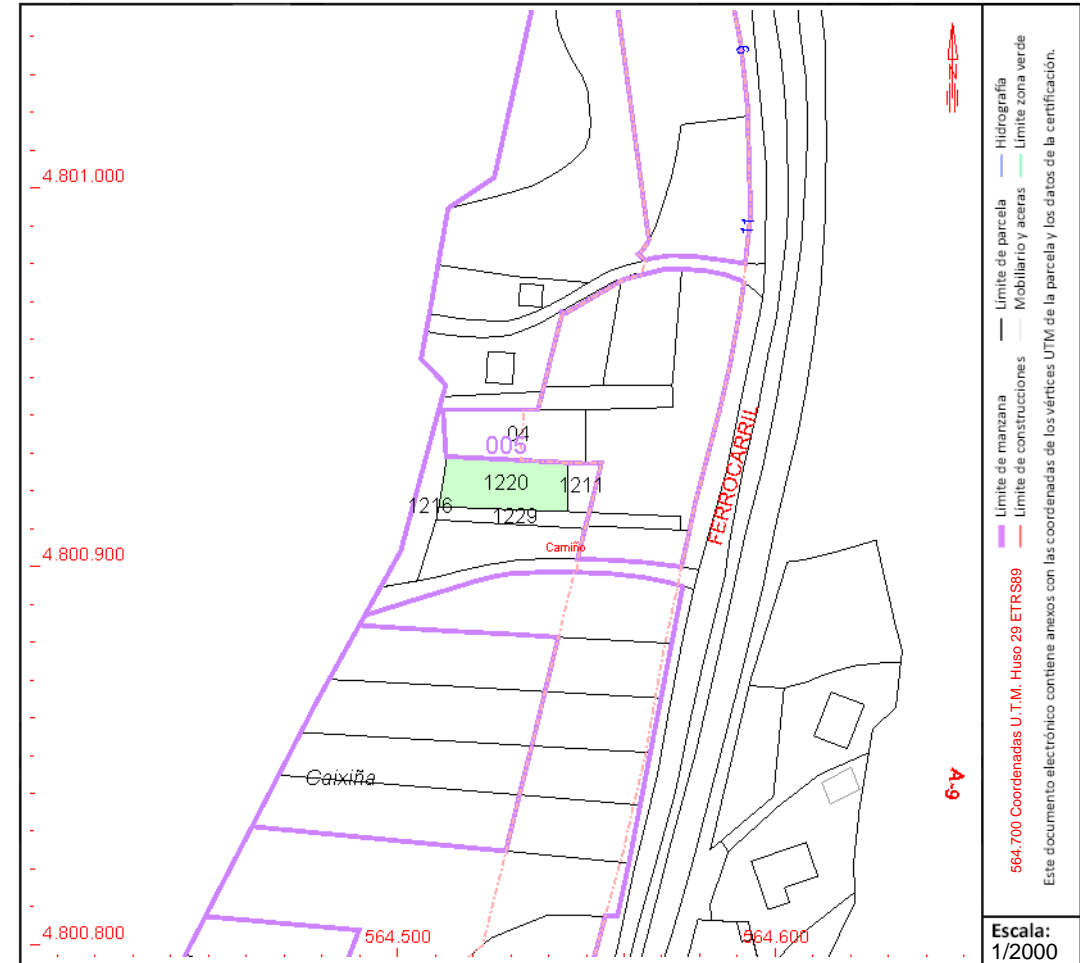 9
4.801.000
11
04
005
1220
1211
1216
1229
FERROCARRIL
Camiño
4.800.900
Caixiña
A-9
4.800.800
564.500
564.600
Límite de manzana
Límite de parcela
Hidrografía
Límite de construcciones
Mobiliario y aceras
Límite zona verde
564.700 Coordenadas U.T.M. Huso 29 ETRS89
Este documento electrónico contiene anexos con las coordenadas de los vértices UTM de la parcela y los datos de la certificación.
Escala:
1/2000